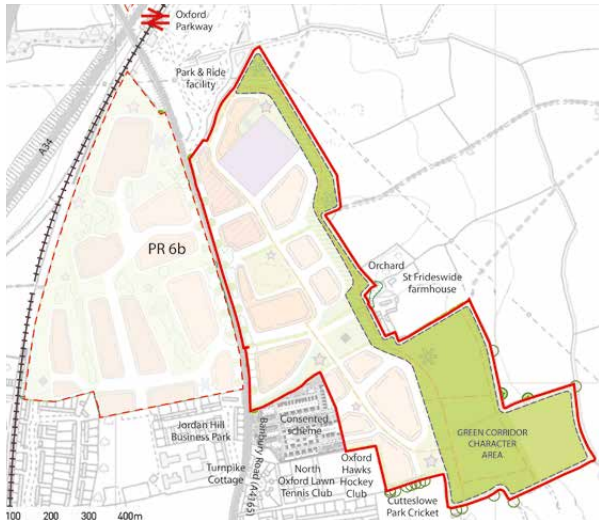 Oxford
Parkway
Park & Ride
facility
A34
PR 6b
Orchard
St Frideswide
farmhouse
GREEN CORRIDOR
CHARACTER
AREA
Consented
scheme
Jordan Hill
Business Park
Banbury Road (A4165)
Turnpike
Cottage
North
Oxford Lawn
Tennis Club
Oxford
Hawks
Hockey
Club
Cutteslowe
Park Cricket
100 200 300 400m